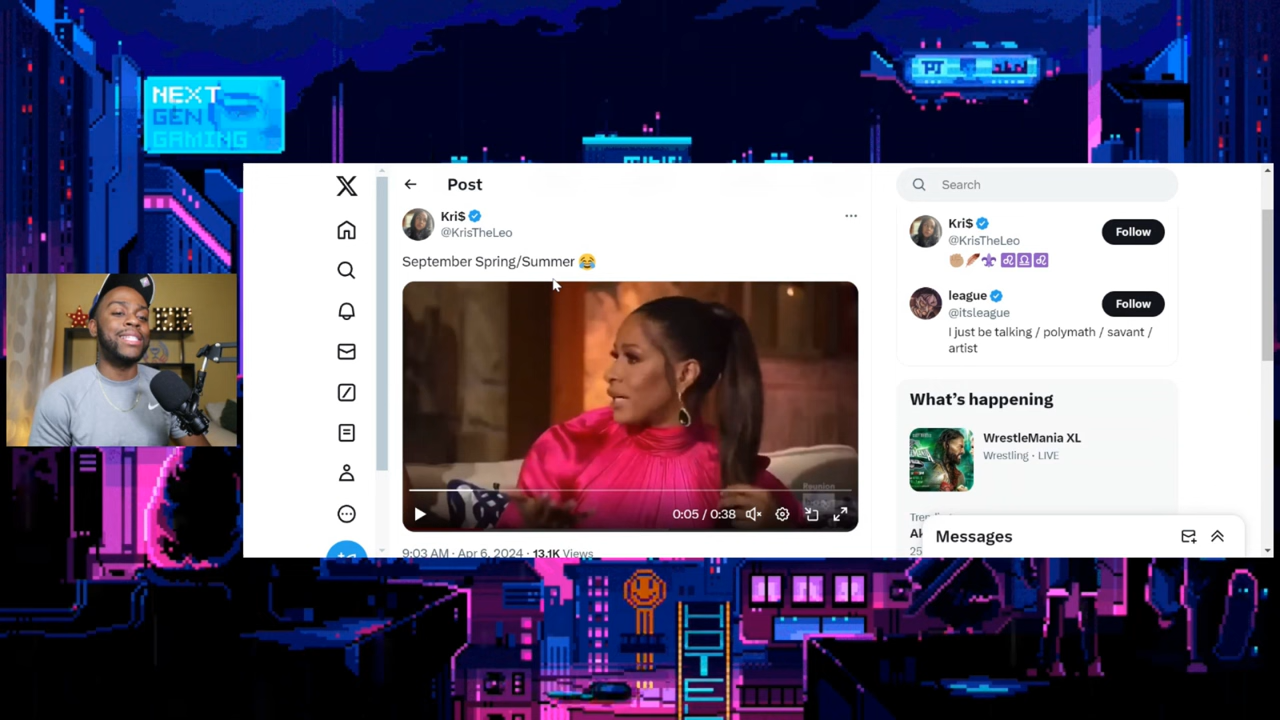 NEXT
GEN
GAMING
HOTE
Post
Kri$
@KrisTheLeo
September Spring/Summer 😂
Reunion
0:05 / 0:38
9:03 AM · Apr 6, 2024 · 13.1K Views
Search
Kri$
@KrisTheLeo
Follow
league
@itsleague
Follow
I just be talking / polymath / savant /
artist
What’s happening
WrestleMania XL
Wrestling · LIVE
Messages